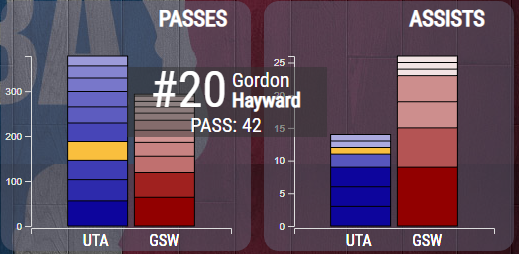 PASSES
ASSISTS
#20 Gordon
Hayward
PASS: 42
300
200
100
0
UTA
GSW
25
20
15
10
5
0
UTA
GSW